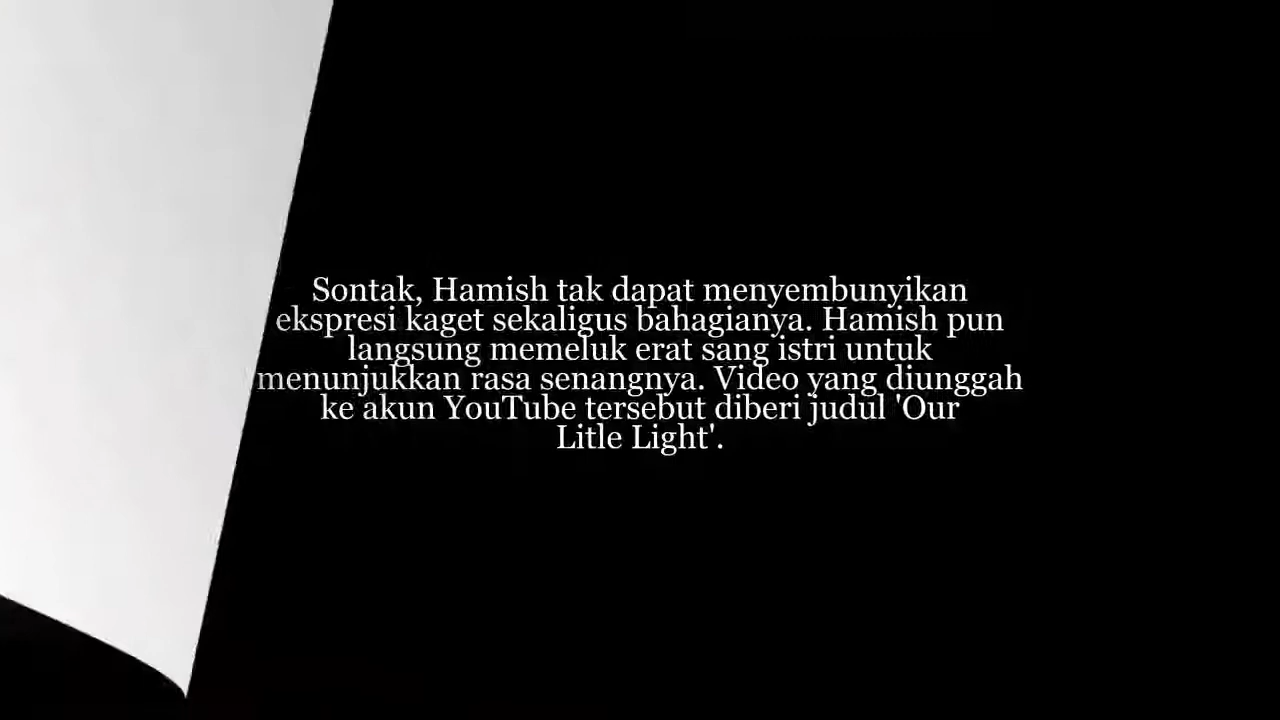 Sontak, Hamish tak dapat menyembunyikan
ekspresi kaget sekaligus bahagianya. Hamish pun
langsung memeluk erat sang istri untuk
menunjukkan rasa senangnya. Video yang diunggah
ke akun YouTube tersebut diberi judul 'Our
Litle Light'.